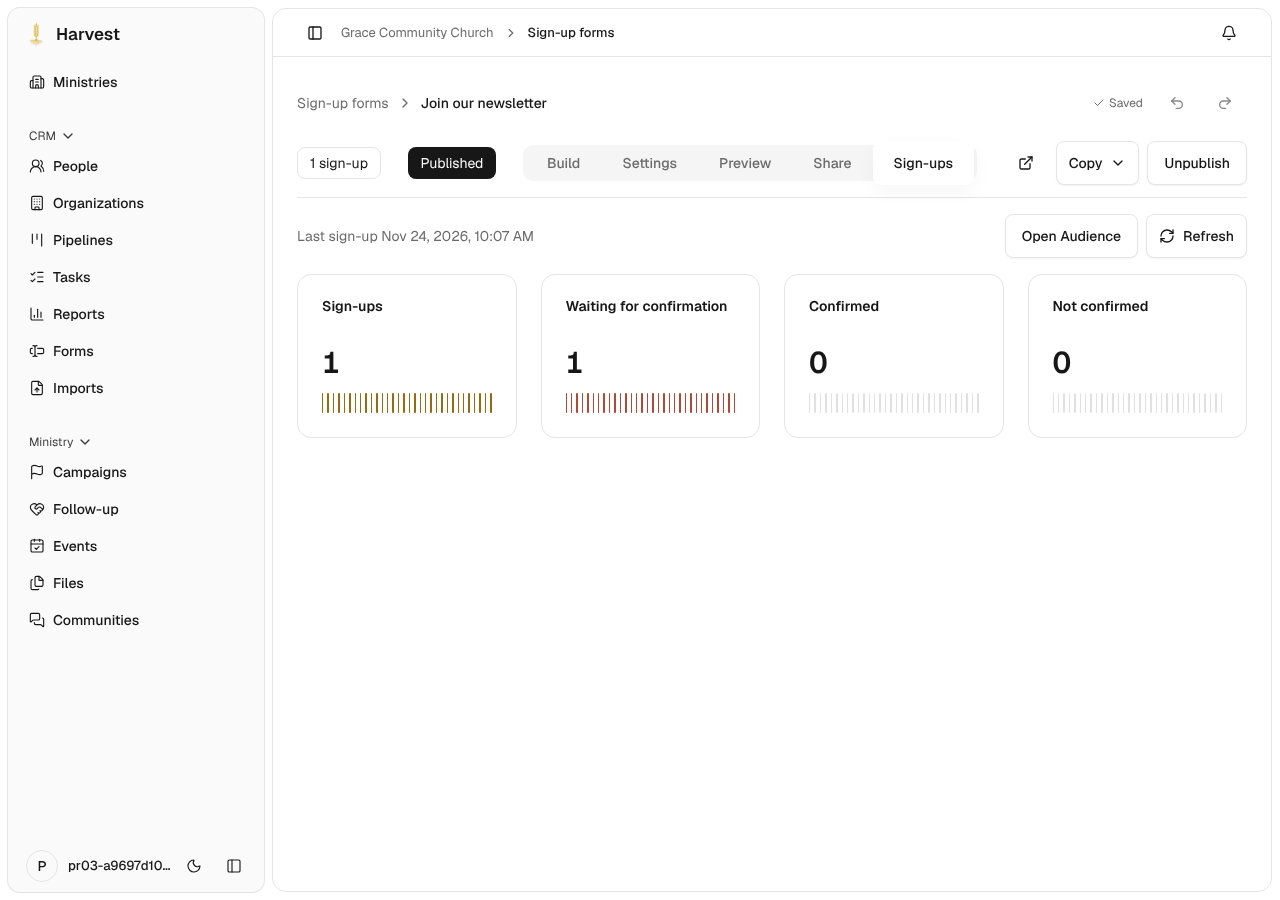 Harvest
Ministries
CRM
People
Organizations
Pipelines
Tasks
Reports
Forms
Imports
Ministry
Campaigns
Follow-up
Events
Files
Communities
P pr03-a9697d10…
Grace Community Church Sign-up forms
Sign-up forms Join our newsletter Saved
1 sign-up Published Build Settings Preview Share Sign-ups Copy Unpublish
Last sign-up Nov 24, 2026, 10:07 AM Open Audience Refresh
Sign-ups Waiting for confirmation Confirmed Not confirmed
1 1 0 0